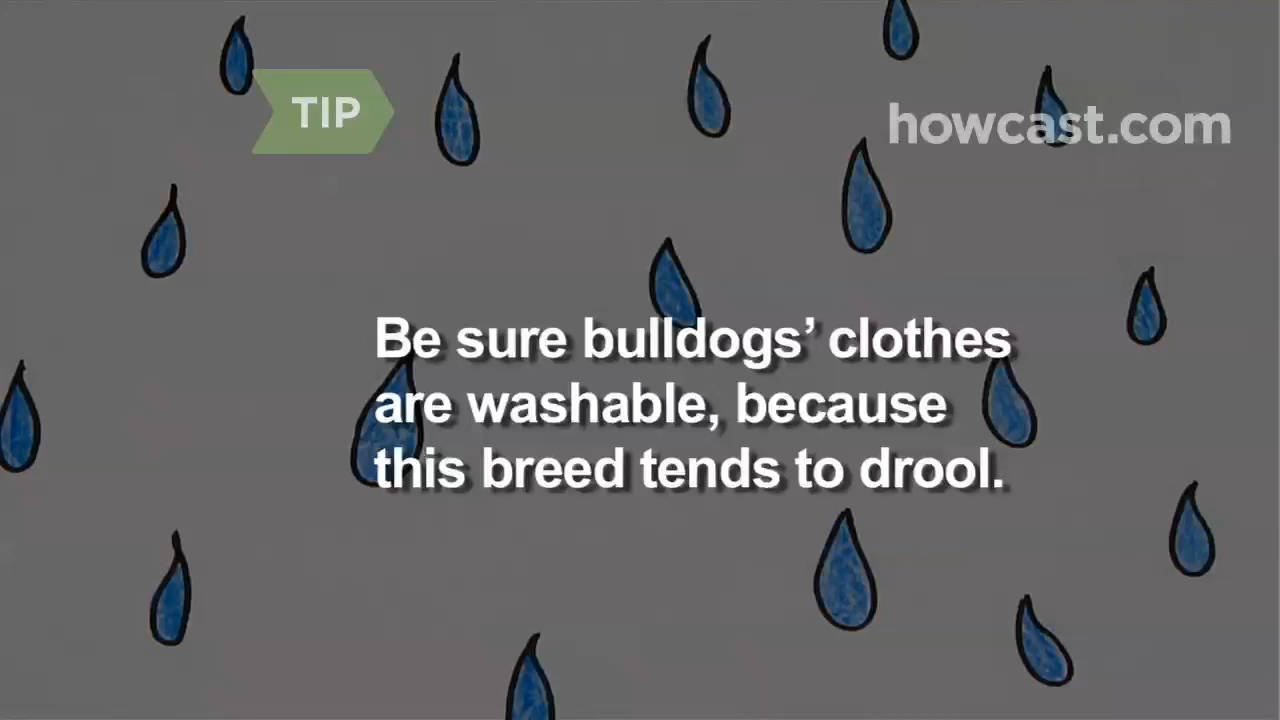 TIP
howcast.com
Be sure bulldogs’ clothes
are washable, because
this breed tends to drool.